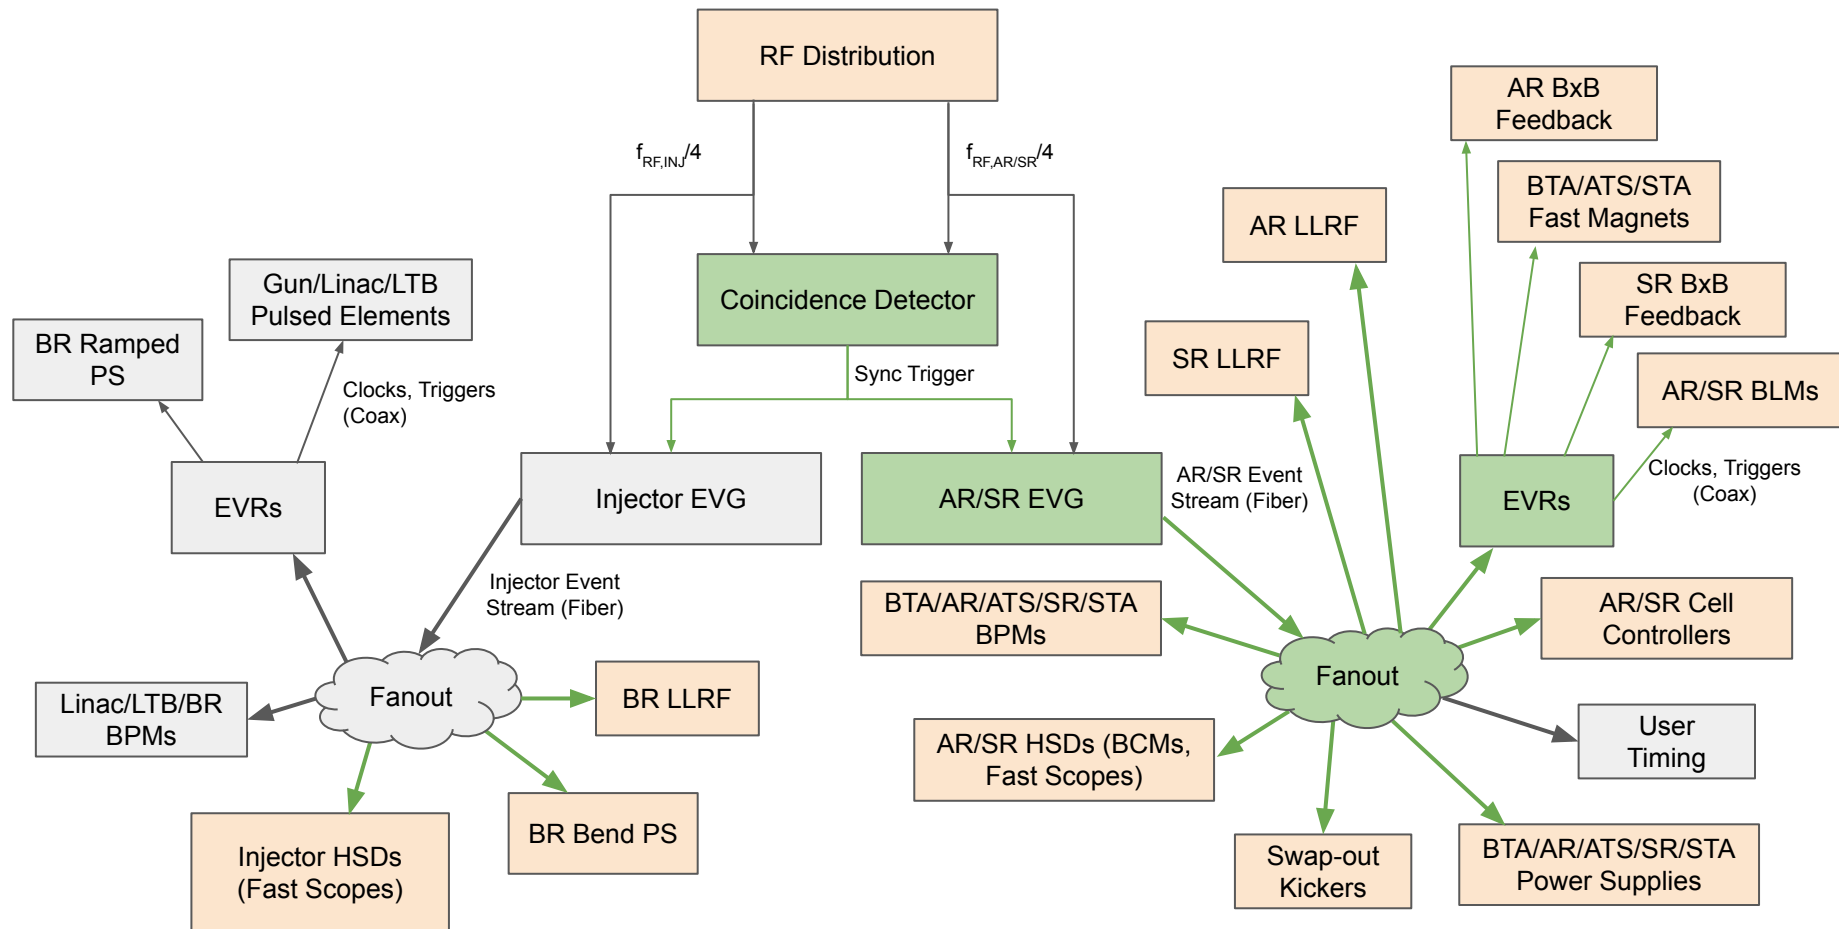 RF Distribution
f_RF,INJ/4
f_RF,AR/SR/4
AR BxB
Feedback
BTA/ATS/STA
Fast Magnets
AR LLRF
SR BxB
Feedback
Gun/Linac/LTB
Pulsed Elements
Coincidence Detector
BR Ramped
PS
SR LLRF
Clocks, Triggers
(Coax)
Sync Trigger
AR/SR BLMs
EVRs
Injector EVG
AR/SR EVG
AR/SR Event
Stream (Fiber)
EVRs
Clocks, Triggers
(Coax)
Injector Event
Stream (Fiber)
BTA/AR/ATS/SR/STA
BPMs
AR/SR Cell
Controllers
Fanout
Fanout
Linac/LTB/BR
BPMs
BR LLRF
AR/SR HSDs (BCMs,
Fast Scopes)
User
Timing
Injector HSDs
(Fast Scopes)
BR Bend PS
Swap-out
Kickers
BTA/AR/ATS/SR/STA
Power Supplies